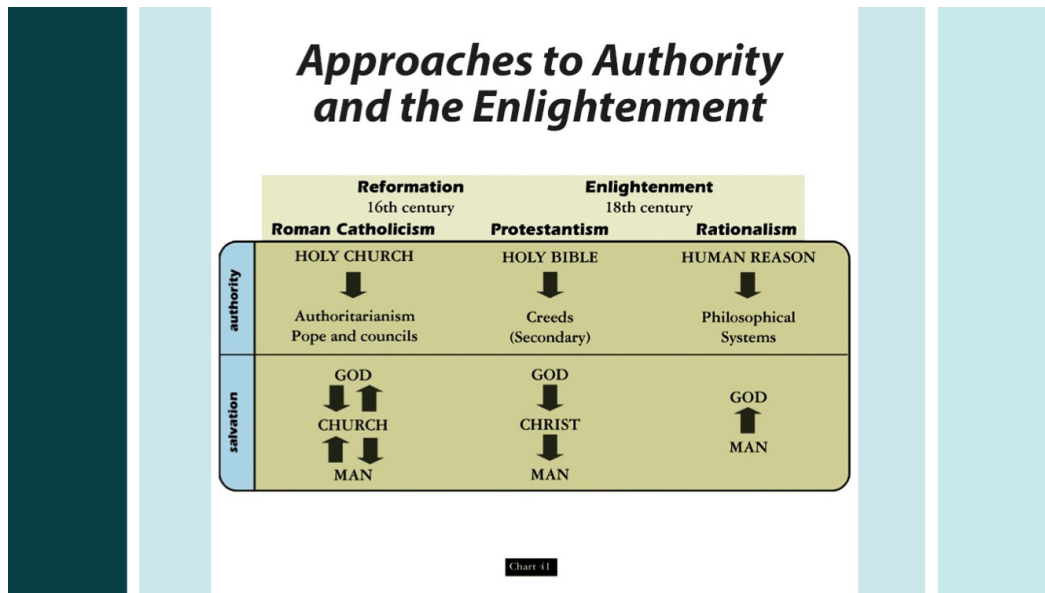 Approaches to Authority
and the Enlightenment
Reformation
16th century
Enlightenment
18th century
Roman Catholicism
Protestantism
Rationalism
authority
HOLY CHURCH
Authoritarianism
Pope and councils
HOLY BIBLE
Creeds
(Secondary)
HUMAN REASON
Philosophical
Systems
salvation
GOD
CHURCH
MAN
GOD
CHRIST
MAN
GOD
MAN
Chart 41